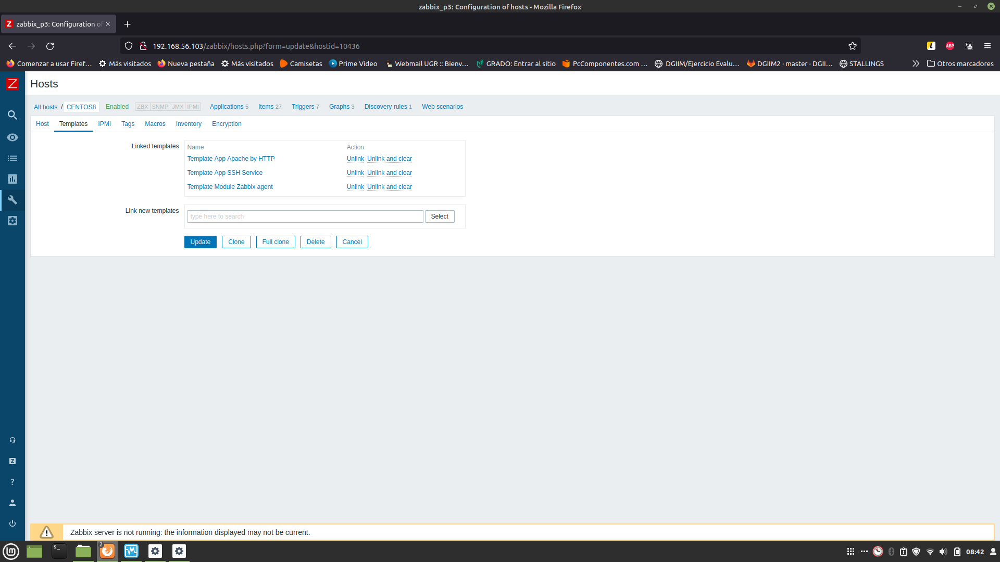 zabbix_p3: Configuration of hosts - Mozilla Firefox
Z zabbix_p3: Configuration of
192.168.56.103/zabbix/hosts.php?form=update&hostid=10436
ABP
Comenzar a usar Firef… Más visitados Nueva pestaña Más visitados Camisetas Prime Video Webmail UGR :: Bienv… GRADO: Entrar al sitio PcComponentes.com … DGIIM/Ejercicio Evalu… DGIIM2 · master · DGII… STALLINGS Otros marcadores
Z Hosts
All hosts / CENTOS8 Enabled ZBX SNMP JMX IPMI Applications 5 Items 27 Triggers 7 Graphs 3 Discovery rules 1 Web scenarios
Host Templates IPMI Tags Macros Inventory Encryption
Linked templates Name Action
Template App Apache by HTTP Unlink Unlink and clear
Template App SSH Service Unlink Unlink and clear
Template Module Zabbix agent Unlink Unlink and clear
Link new templates type here to search Select
Update Clone Full clone Delete Cancel
Z
?
Zabbix server is not running: the information displayed may not be current.
2
08:42